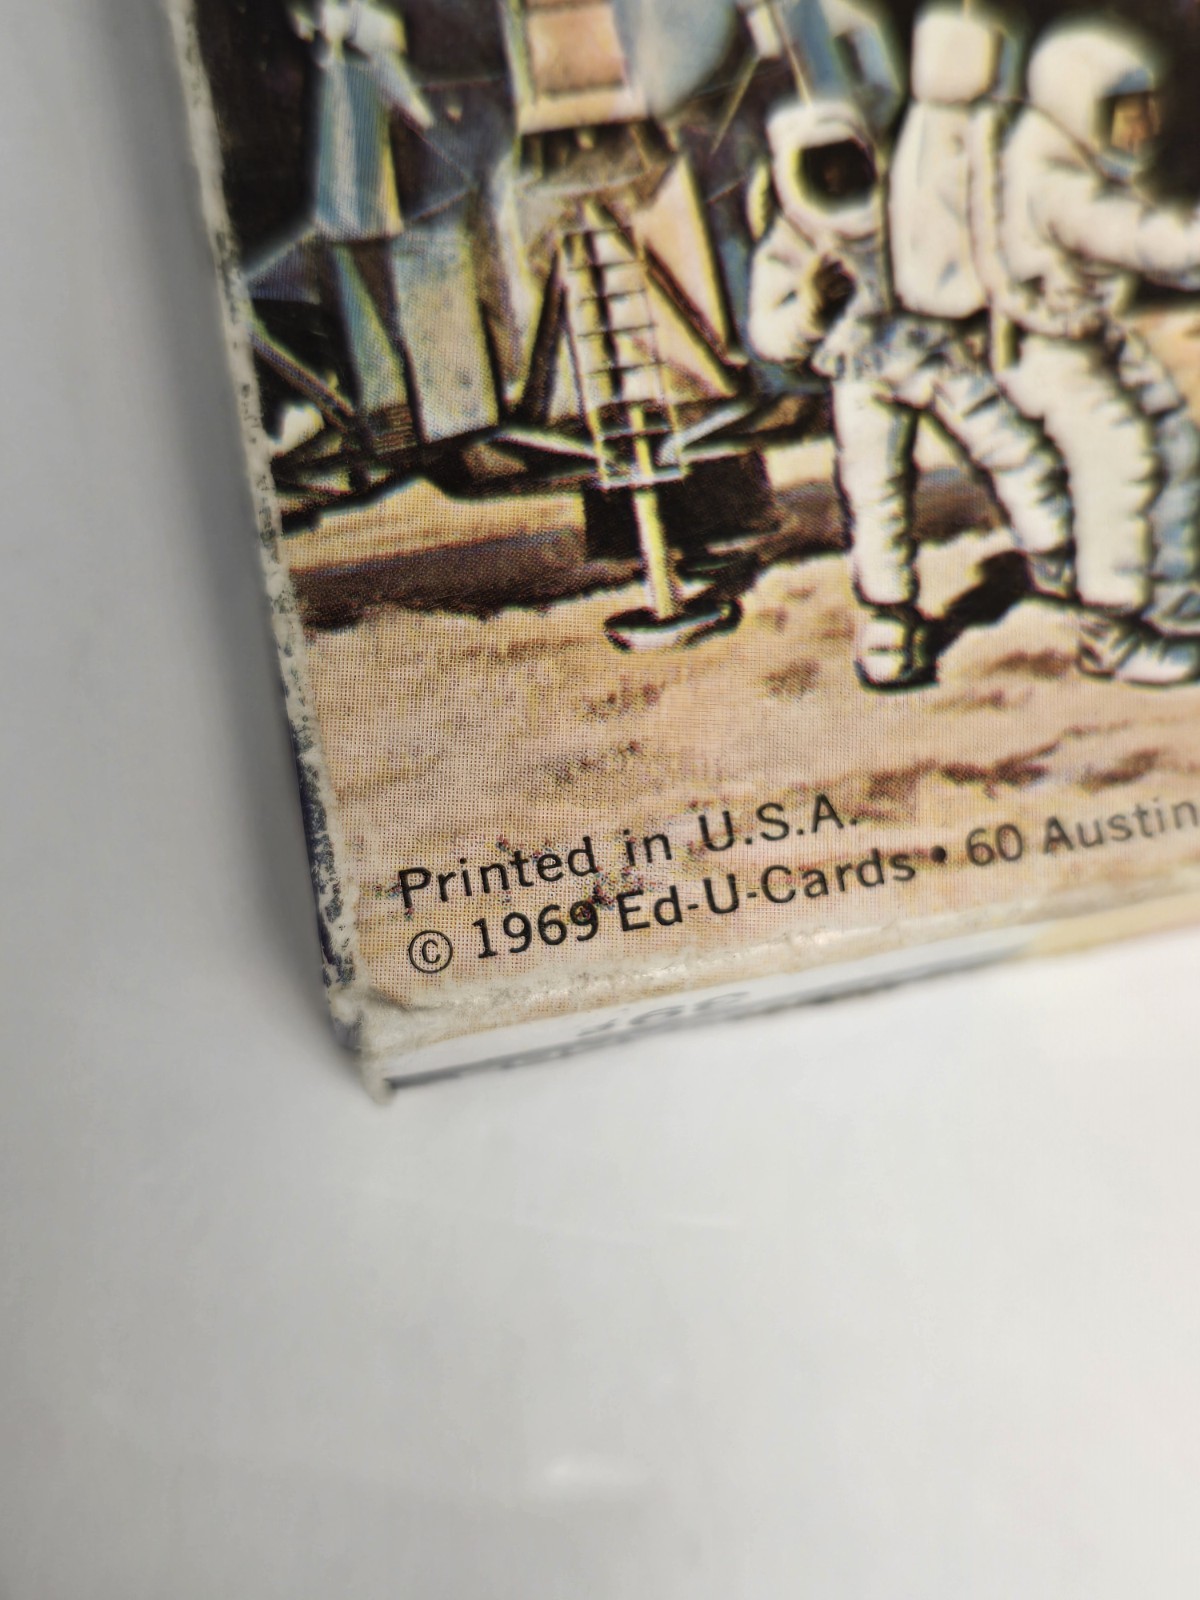 Printed in U.S.A.
© 1969 Ed-U-Cards • 60 Austin